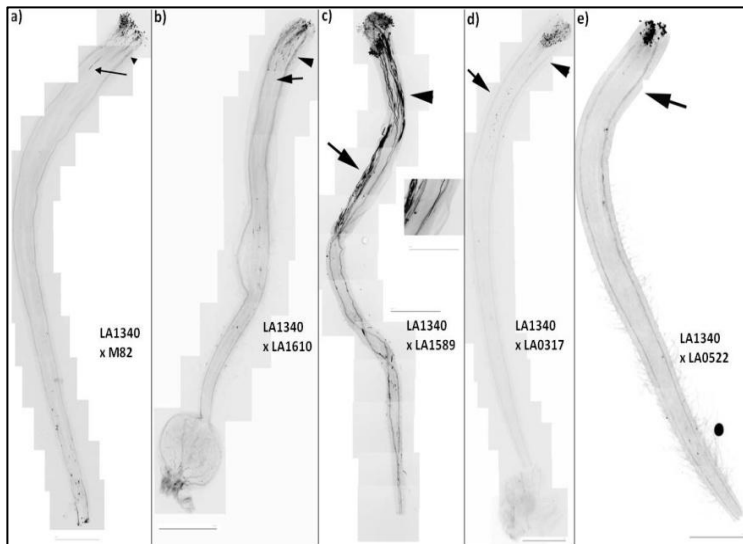 a)
b)
c)
d)
e)
LA1340
x M82
LA1340
x LA1610
LA1340
x LA1589
LA1340
x LA0317
LA1340
x LA0522